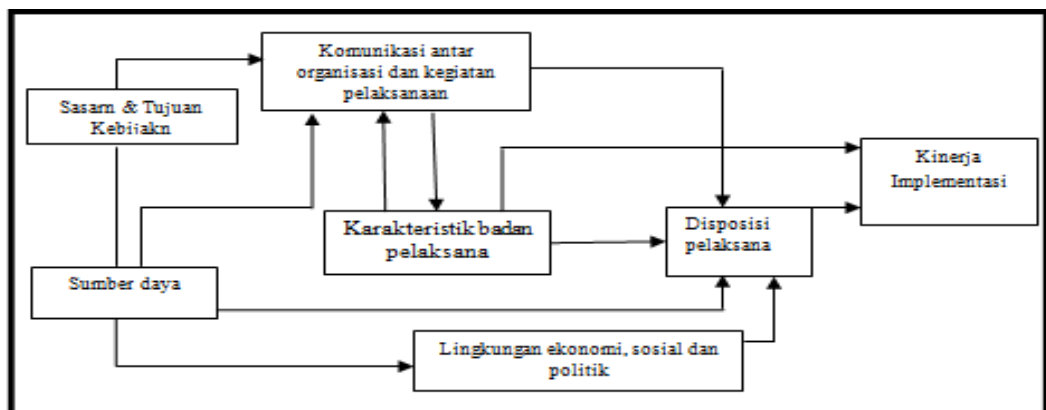 Komunikasi antar
organisasi dan kegiatan
pelaksanaan
Sasarn & Tujuan
Kebijakn
Kinerja
Implementasi
Karakteristik badan
pelaksana
Disposisi
pelaksana
Sumber daya
Lingkungan ekonomi, sosial dan
politik